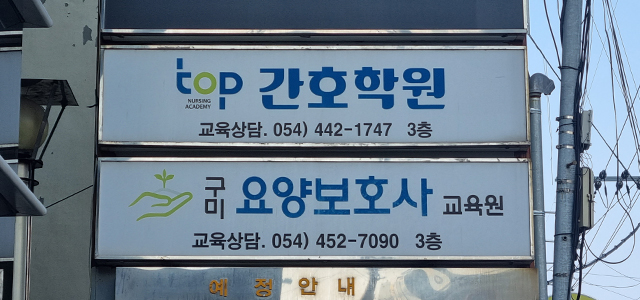 top 간호학원
NURSING
ACADEMY
교육상담. 054) 442-1747 3층
구미 요양보호사 교육원
교육상담. 054) 452-7090 3층
예정안내